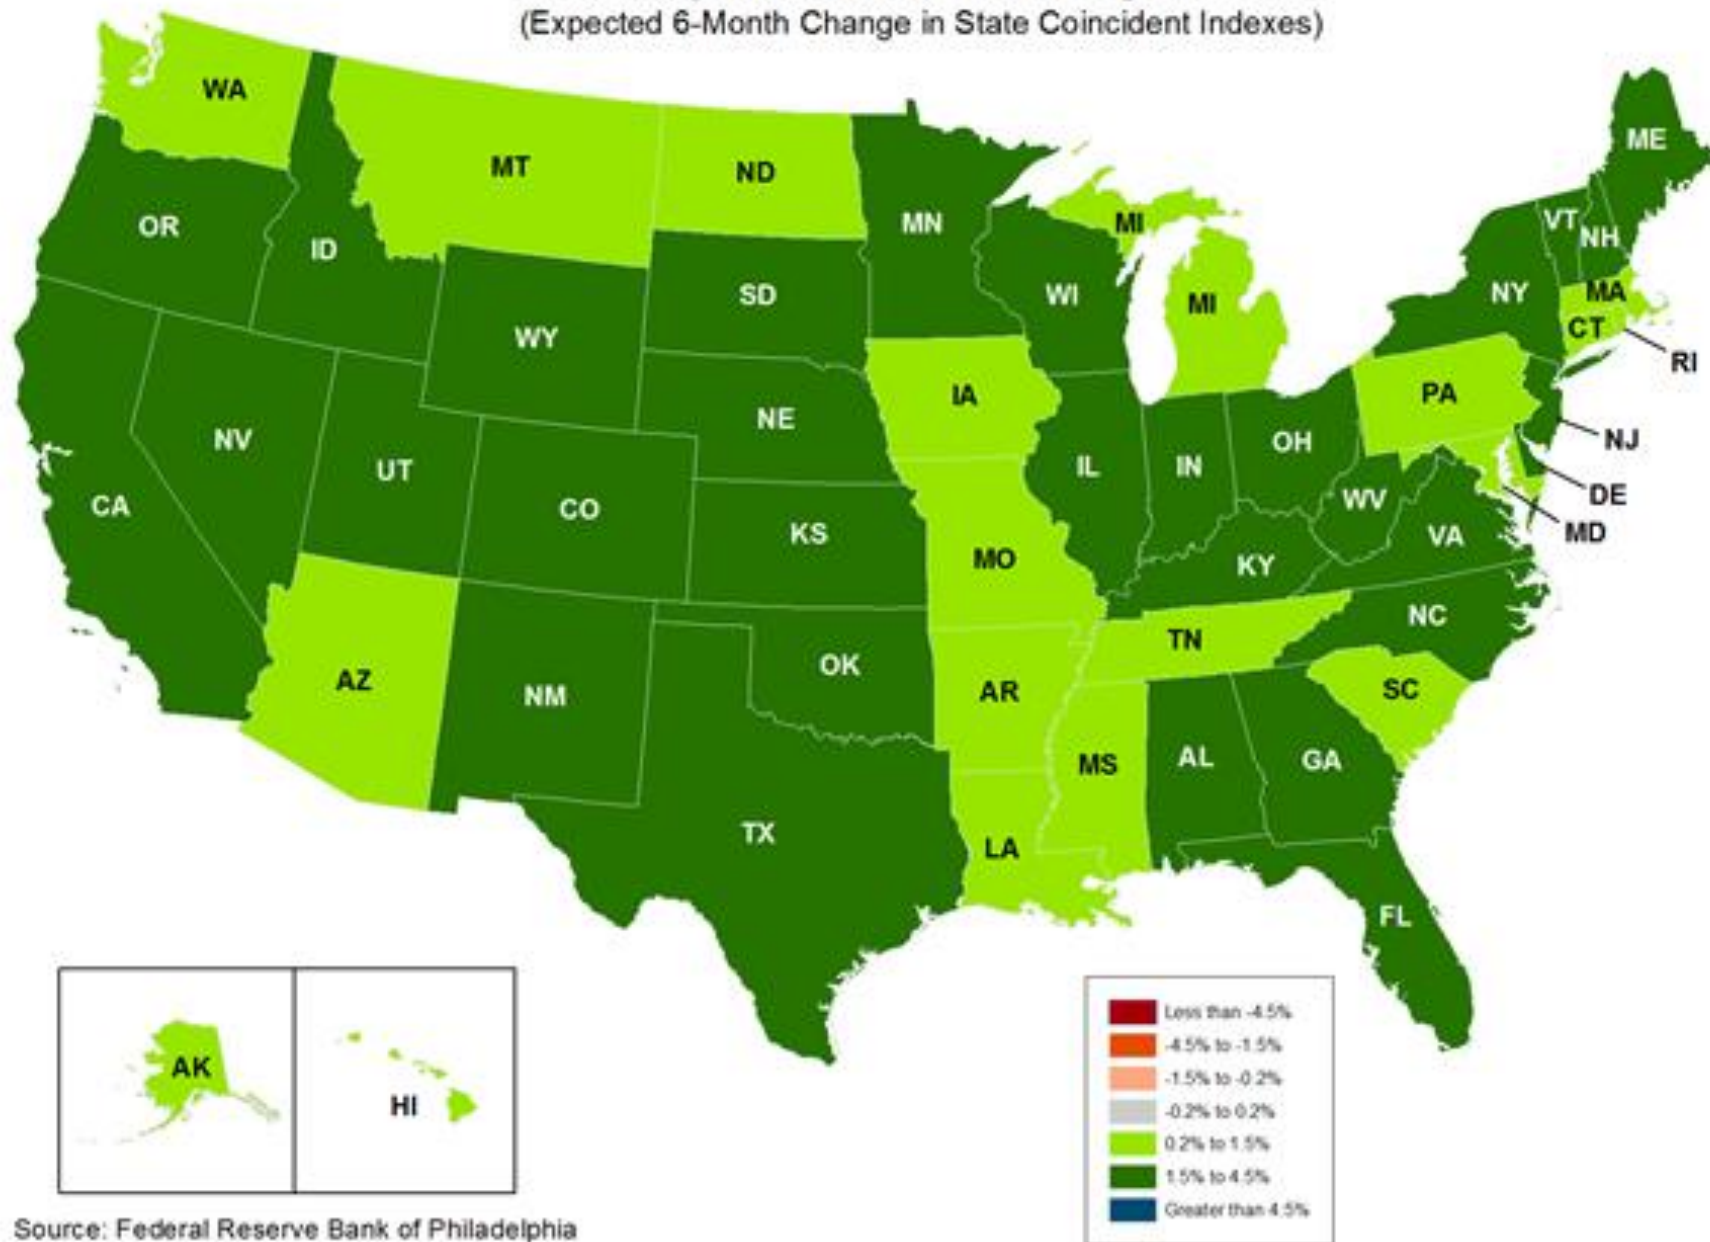 (Expected 6-Month Change in State Coincident Indexes)
WA
MT
ND
ME
OR
ID
MN
MI
VT
NH
SD
WI
MI
NY
MA
CT
RI
WY
IA
PA
NE
NV
UT
IL
IN
OH
NJ
CA
CO
KS
WV
DE
MD
VA
MO
KY
NC
TN
AZ
NM
OK
AR
SC
MS
AL
GA
TX
LA
FL
AK
HI
Less than -4.5%
-4.5% to -1.5%
-1.5% to -0.2%
-0.2% to 0.2%
0.2% to 1.5%
1.5% to 4.5%
Greater than 4.5%
Source: Federal Reserve Bank of Philadelphia